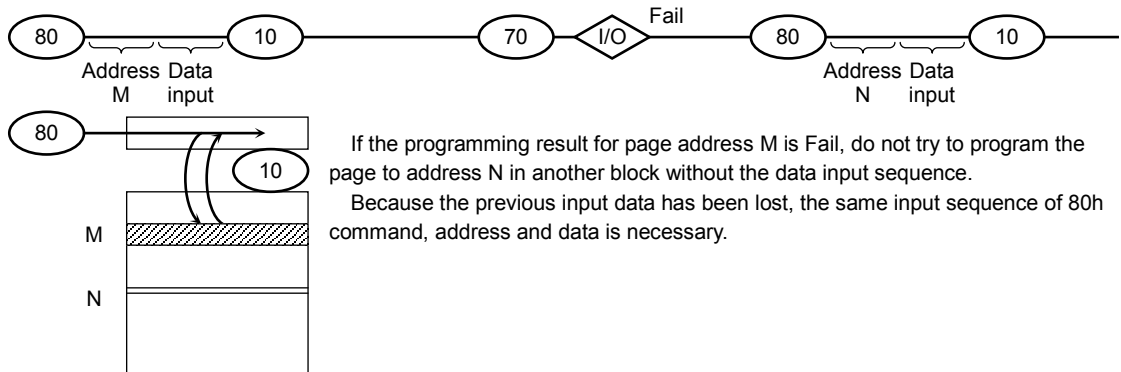 Fail
80 10 70 I/O 80 10
Address Data Address Data
M input N input
80
10
If the programming result for page address M is Fail, do not try to program the
page to address N in another block without the data input sequence.
Because the previous input data has been lost, the same input sequence of 80h
command, address and data is necessary.
M
N